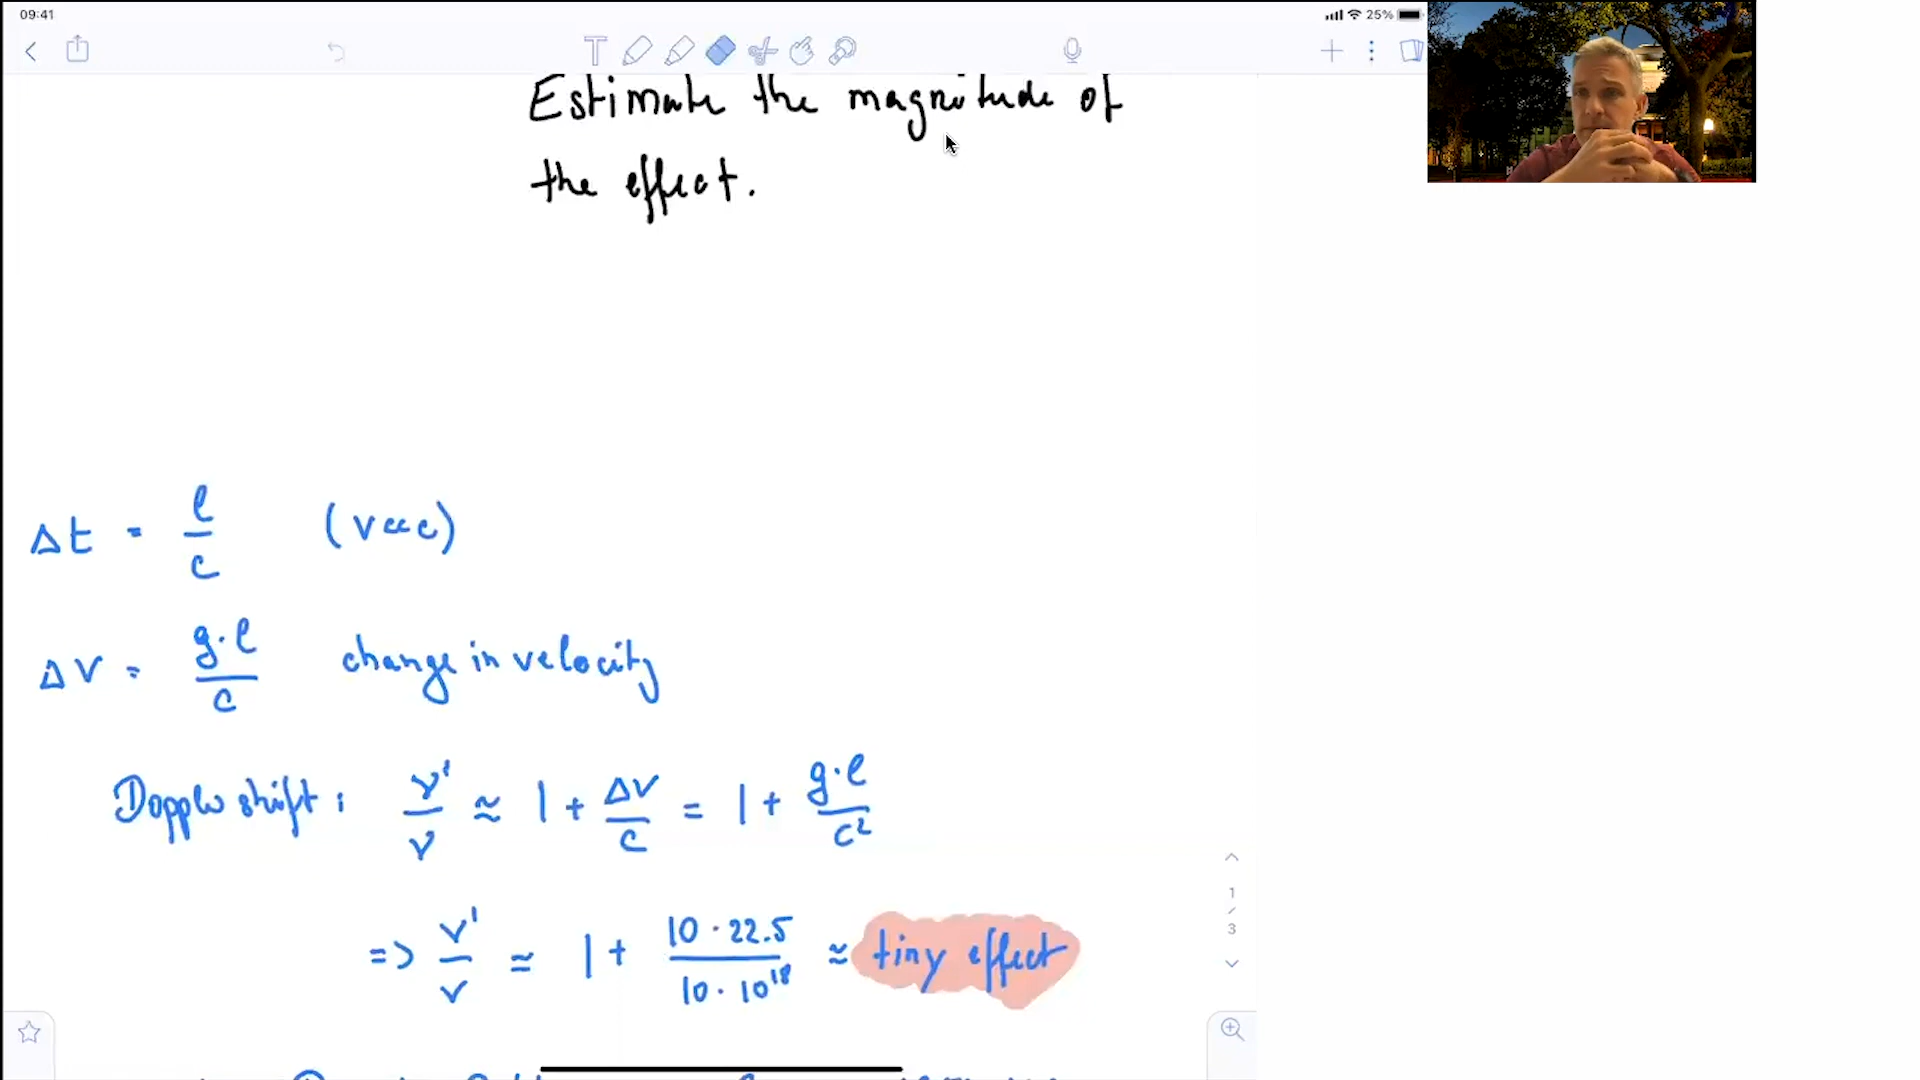 09:41
25%
Estimate the magnitude of
the effect.
Δt = l/c (v<<c)
Δv = g·l/c change in velocity
Doppler shift: ν'/ν ≈ 1 + Δv/c = 1 + g·l/c²
=> ν'/ν ≈ 1 + 10·22.5/10·10¹⁸ ≈ tiny effect
1
/
3